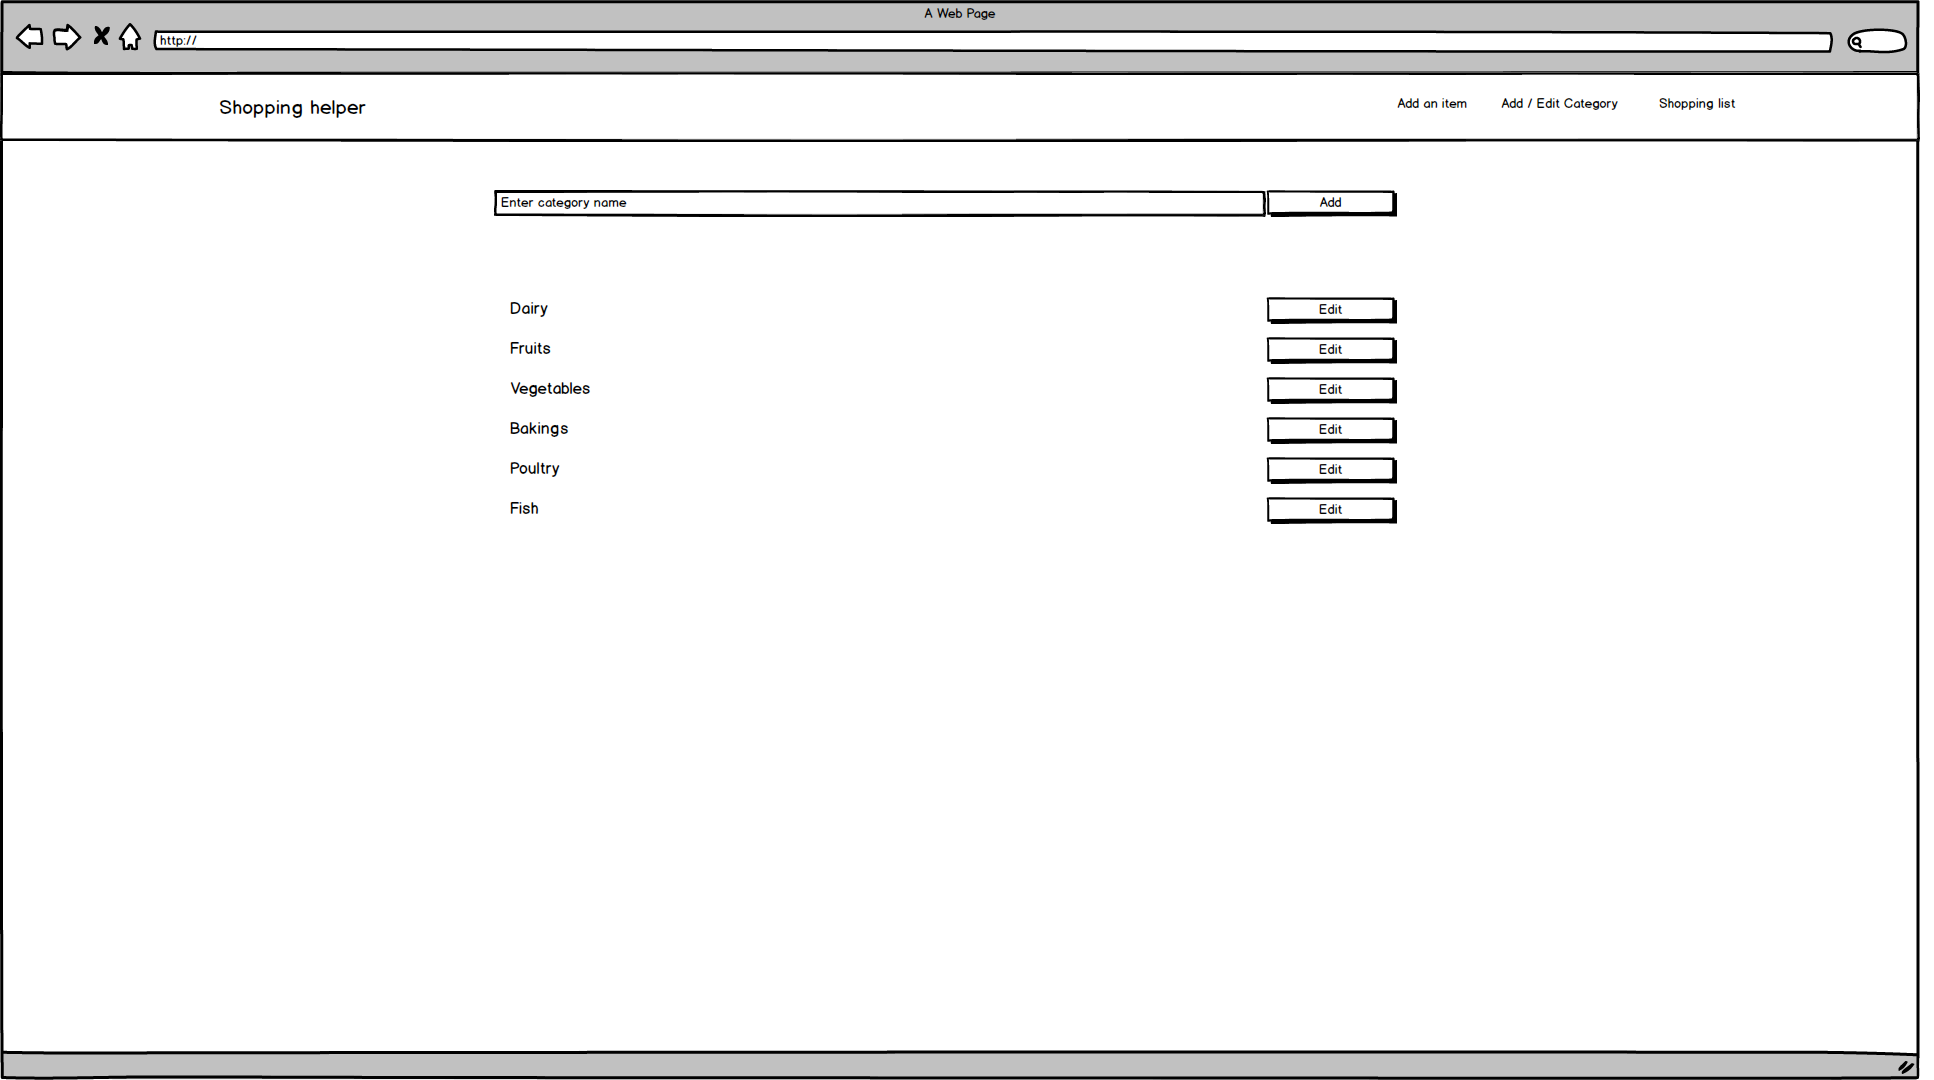 A Web Page
http://
Shopping helper
Add an item
Add / Edit Category
Shopping list
Enter category name
Add
Dairy
Edit
Fruits
Edit
Vegetables
Edit
Bakings
Edit
Poultry
Edit
Fish
Edit